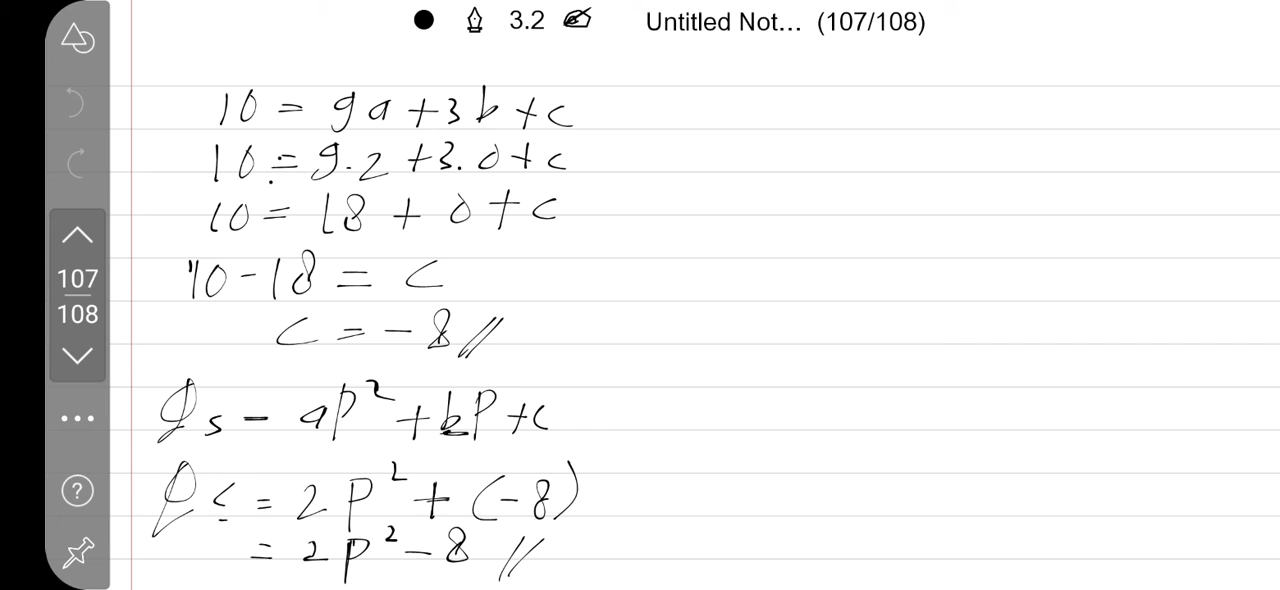 3.2 Untitled Not... (107/108)
10 = 9a + 3b + c
10 = 9.2 + 3.0 + c
10 = 18 + 0 + c
10 - 18 = c
c = -8 //
107
108
Qs = aP² + bP + c
Qs = 2P² + (-8)
= 2P² - 8 //
?